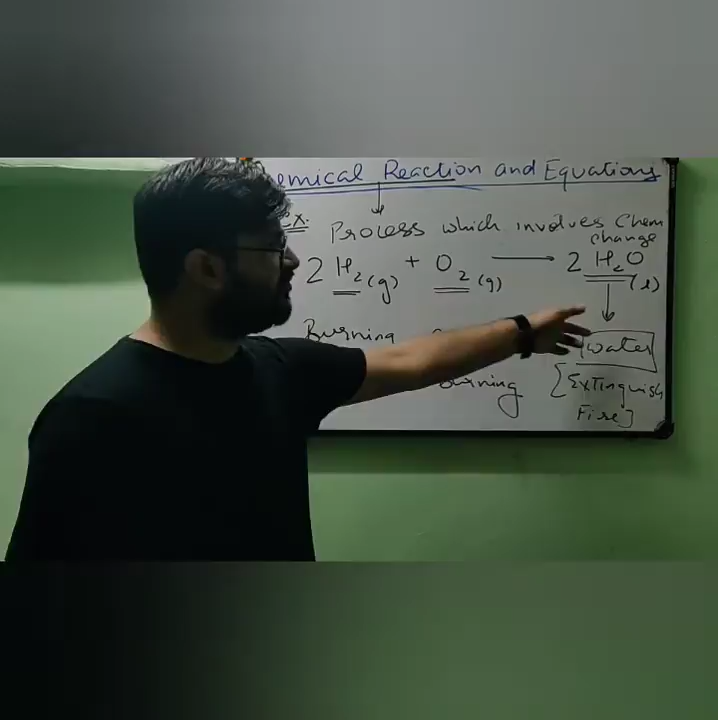 emical Reaction and Equations
Ex. Process which involves Chem
change
2 H₂(g) + O₂(g) → 2 H₂O(l)
Burning
urning
water
[Extinguish
Fire]